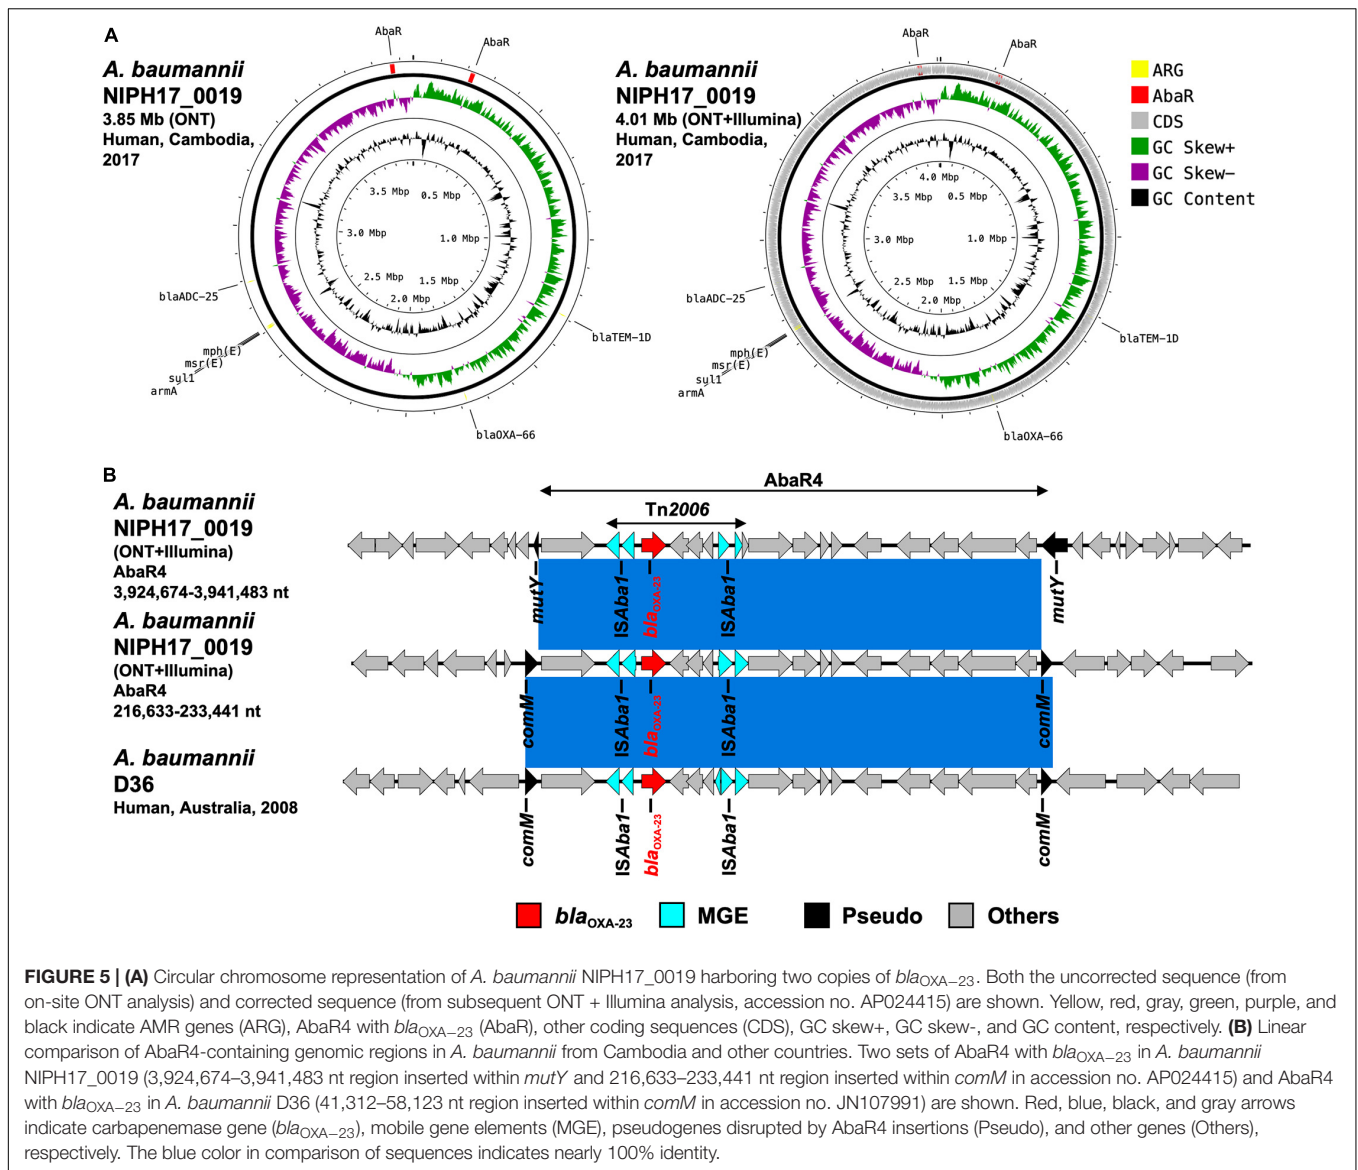 A
A. baumannii
NIPH17_0019
3.85 Mb (ONT)
Human, Cambodia,
2017
AbaR
AbaR
3.5 Mbp
0.5 Mbp
3.0 Mbp
1.0 Mbp
2.5 Mbp
1.5 Mbp
2.0 Mbp
blaADC-25
mph(E)
msr(E)
sul1
armA
blaTEM-1D
blaOXA-66
A. baumannii
NIPH17_0019
4.01 Mb (ONT+Illumina)
Human, Cambodia,
2017
AbaR
AbaR
4.0 Mbp
3.5 Mbp
0.5 Mbp
3.0 Mbp
1.0 Mbp
2.5 Mbp
1.5 Mbp
2.0 Mbp
blaADC-25
mph(E)
msr(E)
sul1
armA
blaTEM-1D
blaOXA-66
ARG
AbaR
CDS
GC Skew+
GC Skew-
GC Content
B
AbaR4
Tn2006
A. baumannii
NIPH17_0019
(ONT+Illumina)
AbaR4
3,924,674-3,941,483 nt
mutY
ISAba1
blaOXA-23
ISAba1
mutY
A. baumannii
NIPH17_0019
(ONT+Illumina)
AbaR4
216,633-233,441 nt
comM
ISAba1
blaOXA-23
ISAba1
comM
A. baumannii
D36
Human, Australia, 2008
comM
ISAba1
blaOXA-23
ISAba1
comM
blaOXA-23
MGE
Pseudo
Others
FIGURE 5 | (A) Circular chromosome representation of A. baumannii NIPH17_0019 harboring two copies of blaOXA−23. Both the uncorrected sequence (from
on-site ONT analysis) and corrected sequence (from subsequent ONT + Illumina analysis, accession no. AP024415) are shown. Yellow, red, gray, green, purple, and
black indicate AMR genes (ARG), AbaR4 with blaOXA−23 (AbaR), other coding sequences (CDS), GC skew+, GC skew-, and GC content, respectively. (B) Linear
comparison of AbaR4-containing genomic regions in A. baumannii from Cambodia and other countries. Two sets of AbaR4 with blaOXA−23 in A. baumannii
NIPH17_0019 (3,924,674–3,941,483 nt region inserted within mutY and 216,633–233,441 nt region inserted within comM in accession no. AP024415) and AbaR4
with blaOXA−23 in A. baumannii D36 (41,312–58,123 nt region inserted within comM in accession no. JN107991) are shown. Red, blue, black, and gray arrows
indicate carbapenemase gene (blaOXA−23), mobile gene elements (MGE), pseudogenes disrupted by AbaR4 insertions (Pseudo), and other genes (Others),
respectively. The blue color in comparison of sequences indicates nearly 100% identity.